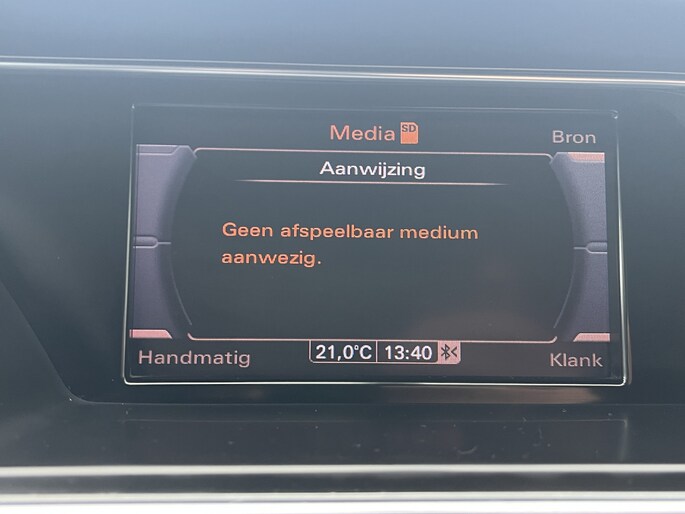 Media SD
Bron
Aanwijzing
Geen afspeelbaar medium
aanwezig.
Handmatig
21,0°C 13:40
Klank